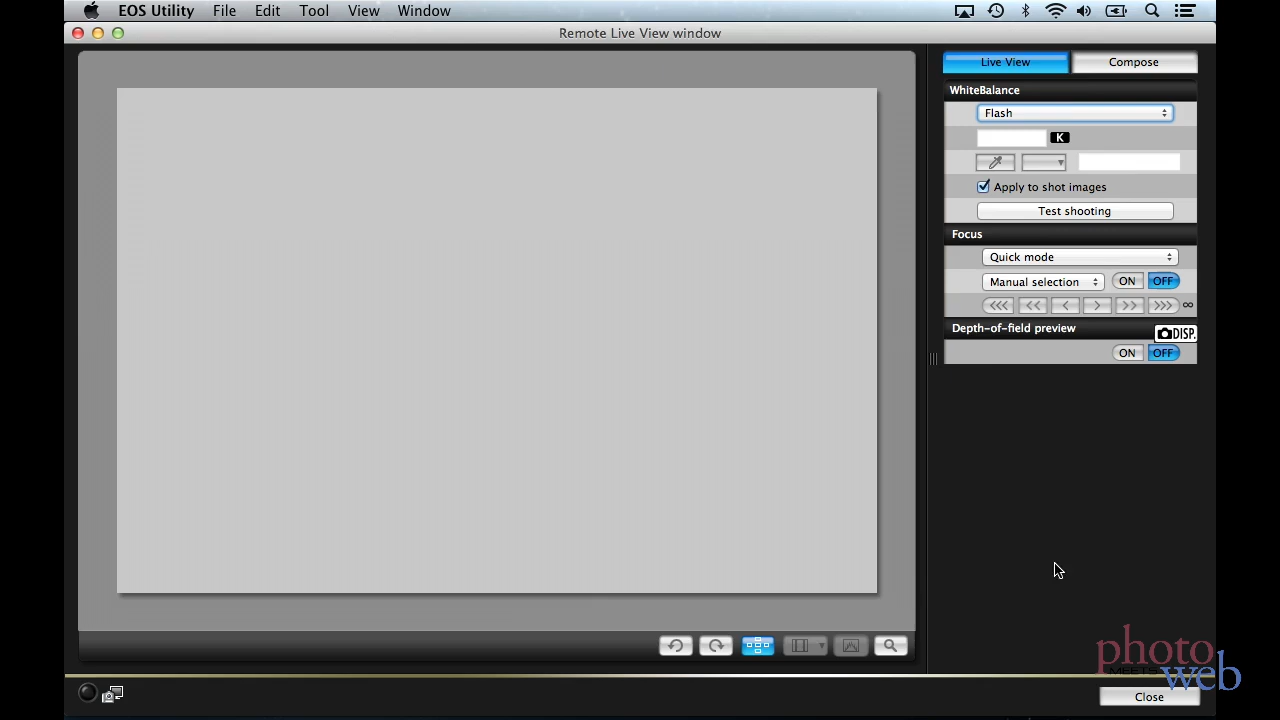 EOS Utility File Edit Tool View Window
Remote Live View window
Live View Compose
WhiteBalance
Flash
K
Apply to shot images
Test shooting
Focus
Quick mode
Manual selection ON OFF
<<< << < > >> >>> ∞
Depth-of-field preview
DISP.
ON OFF
photo
MEETS
web
Close